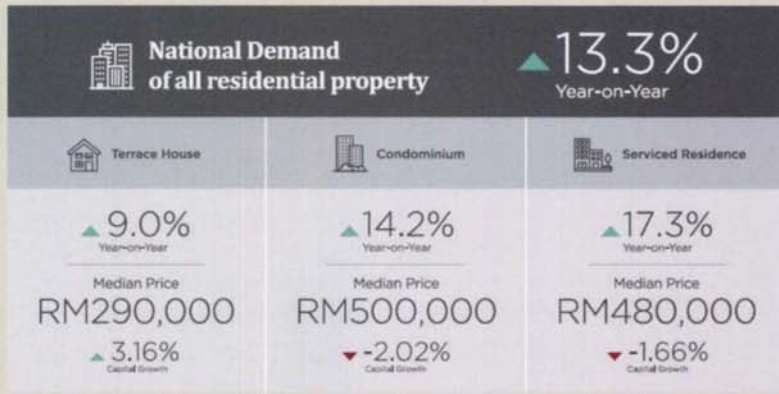 National Demand
of all residential property
13.3%
Year-on-Year
Terrace House
Condominium
Serviced Residence
9.0%
Year-on-Year
Median Price
RM290,000
3.16%
Capital Growth
14.2%
Year-on-Year
Median Price
RM500,000
-2.02%
Capital Growth
17.3%
Year-on-Year
Median Price
RM480,000
-1.66%
Capital Growth